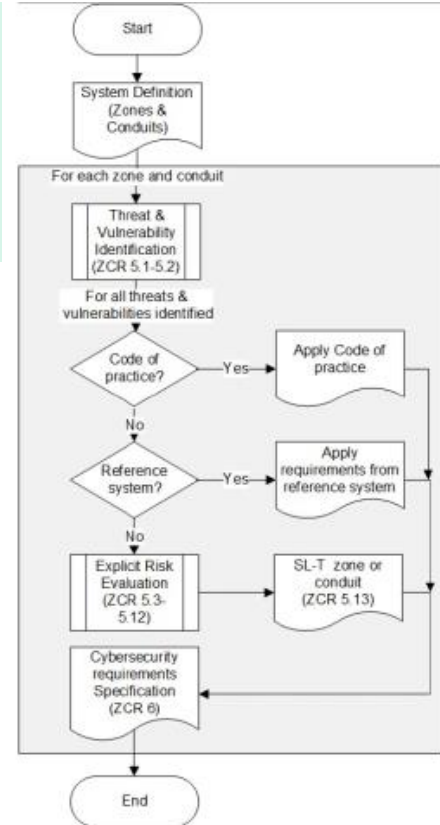 Start
System Definition
(Zones &
Conduits)
For each zone and conduit
Threat &
Vulnerability
Identification
(ZCR 5.1-5.2)
For all threats &
vulnerabilities identified
Code of
practice?
Yes
Apply Code of
practice
No
Reference
system?
Yes
Apply
requirements from
reference system
No
Explicit Risk
Evaluation
(ZCR 5.3-
5.12)
SL-T zone or
conduit
(ZCR 5.13)
Cybersecurity
requirements
Specification
(ZCR 6)
End